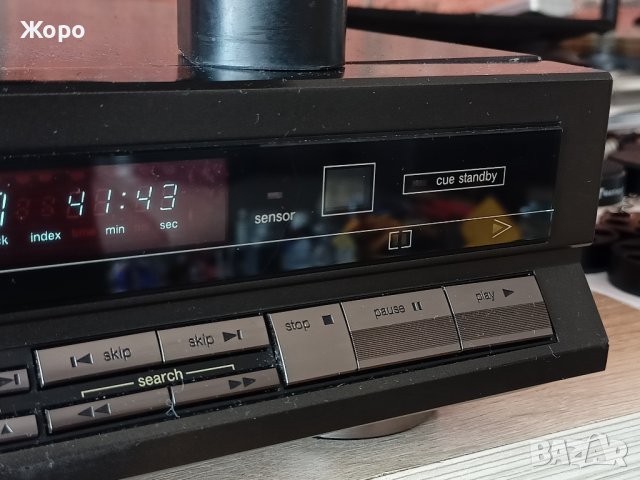 Жоро
41:43
index min sec
sensor
cue standby
skip skip stop pause play
search
BAZAR